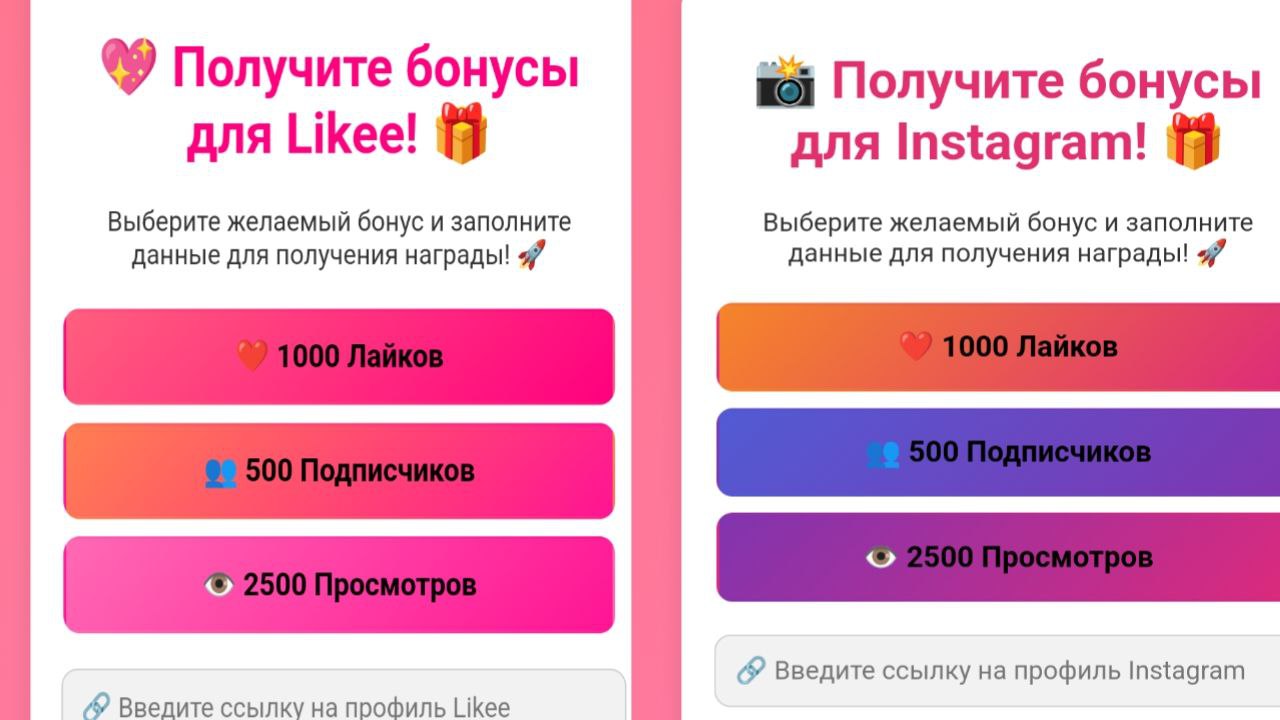 💖 Получите бонусы
для Likee! 🎁
Выберите желаемый бонус и заполните
данные для получения награды! 🚀
❤️ 1000 Лайков
👥 500 Подписчиков
👁️ 2500 Просмотров
🔗 Введите ссылку на профиль Likee
📸 Получите бонусы
для Instagram! 🎁
Выберите желаемый бонус и заполните
данные для получения награды! 🚀
❤️ 1000 Лайков
👥 500 Подписчиков
👁️ 2500 Просмотров
🔗 Введите ссылку на профиль Instagram